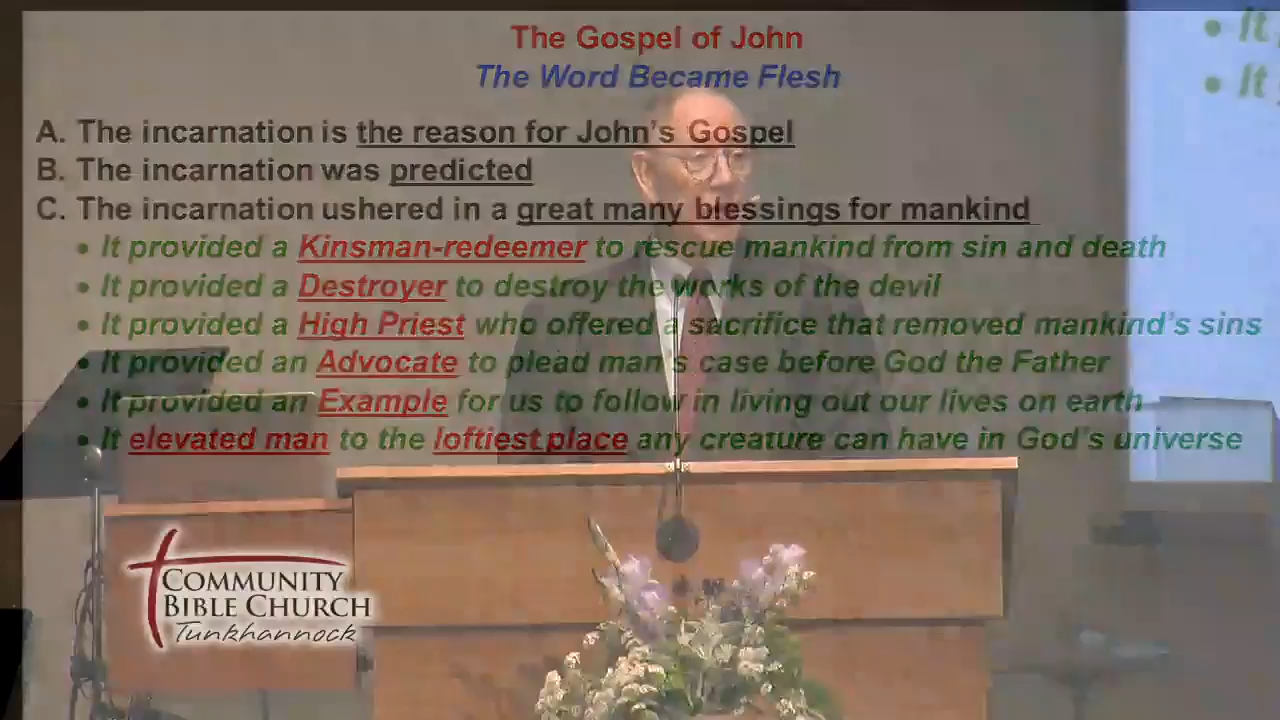 The Gospel of John
The Word Became Flesh
A. The incarnation is the reason for John's Gospel
B. The incarnation was predicted
C. The incarnation ushered in a great many blessings for mankind
• It provided a Kinsman-redeemer to rescue mankind from sin and death
• It provided a Destroyer to destroy the works of the devil
• It provided a High Priest who offered a sacrifice that removed mankind's sins
• It provided an Advocate to plead man's case before God the Father
• It provided an Example for us to follow in living out our lives on earth
• It elevated man to the loftiest place any creature can have in God's universe
• It
• It
COMMUNITY
BIBLE CHURCH
Tunkhannock